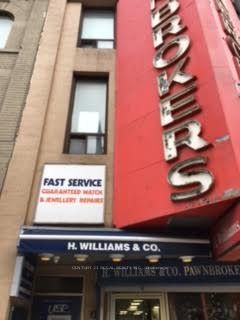 BROKERS
FAST SERVICE
GUARANTEED WATCH
& JEWELLERY REPAIRS
H. WILLIAMS & CO.
H. WILLIAMS & CO. PAWNBROKE